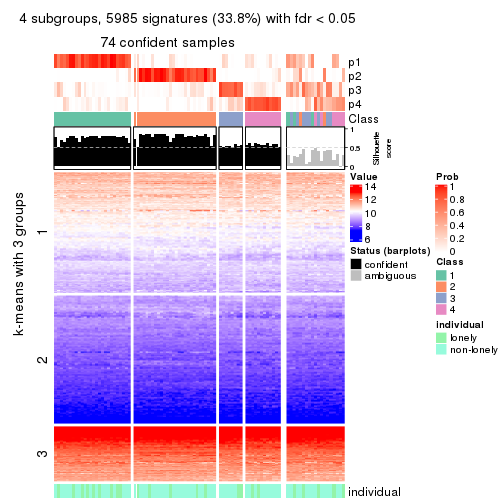 4 subgroups, 5985 signatures (33.8%) with fdr < 0.05
74 confident samples
p1
p2
p3
p4
Class
1
0.5
0
Silhouette
score
k-means with 3 groups
1
2
3
individual
Value
14
12
10
8
6
Status (barplots)
confident
ambiguous
Prob
1
0.8
0.6
0.4
0.2
0
Class
1
2
3
4
individual
lonely
non-lonely